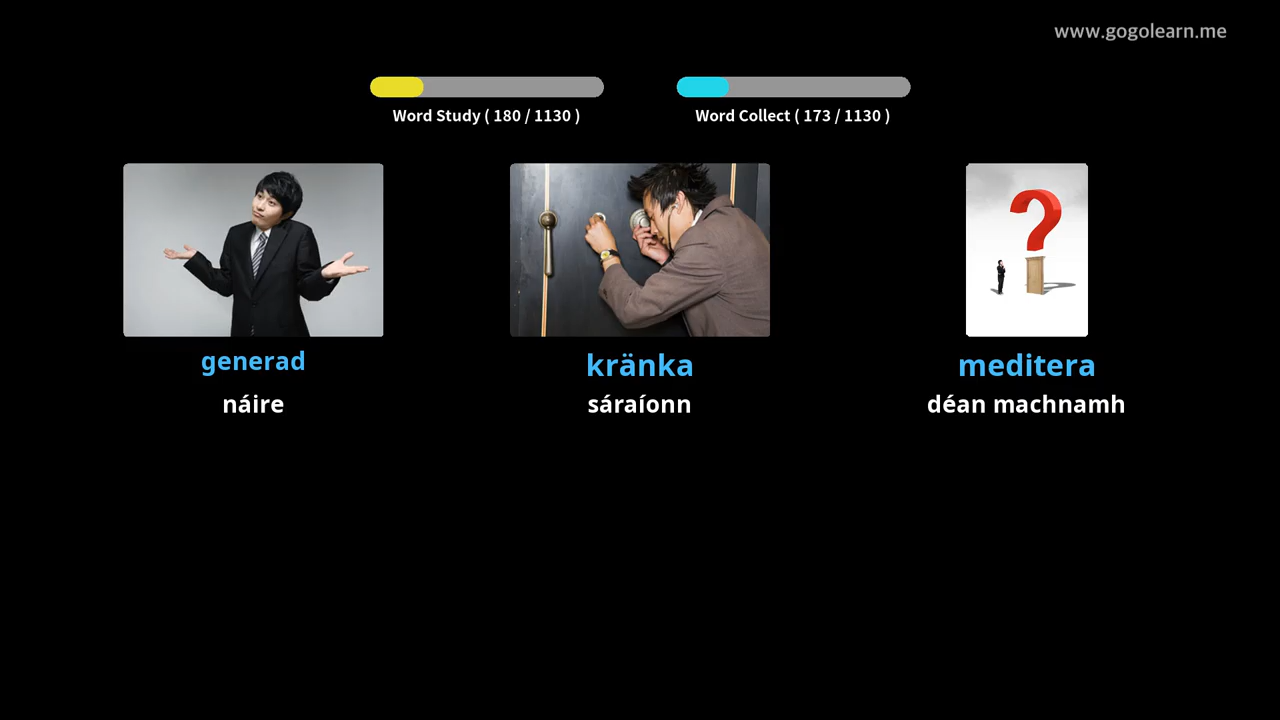 www.gogolearn.me
Word Study ( 180 / 1130 )
Word Collect ( 173 / 1130 )
generad
kränka
meditera
náire
sáraíonn
déan machnamh